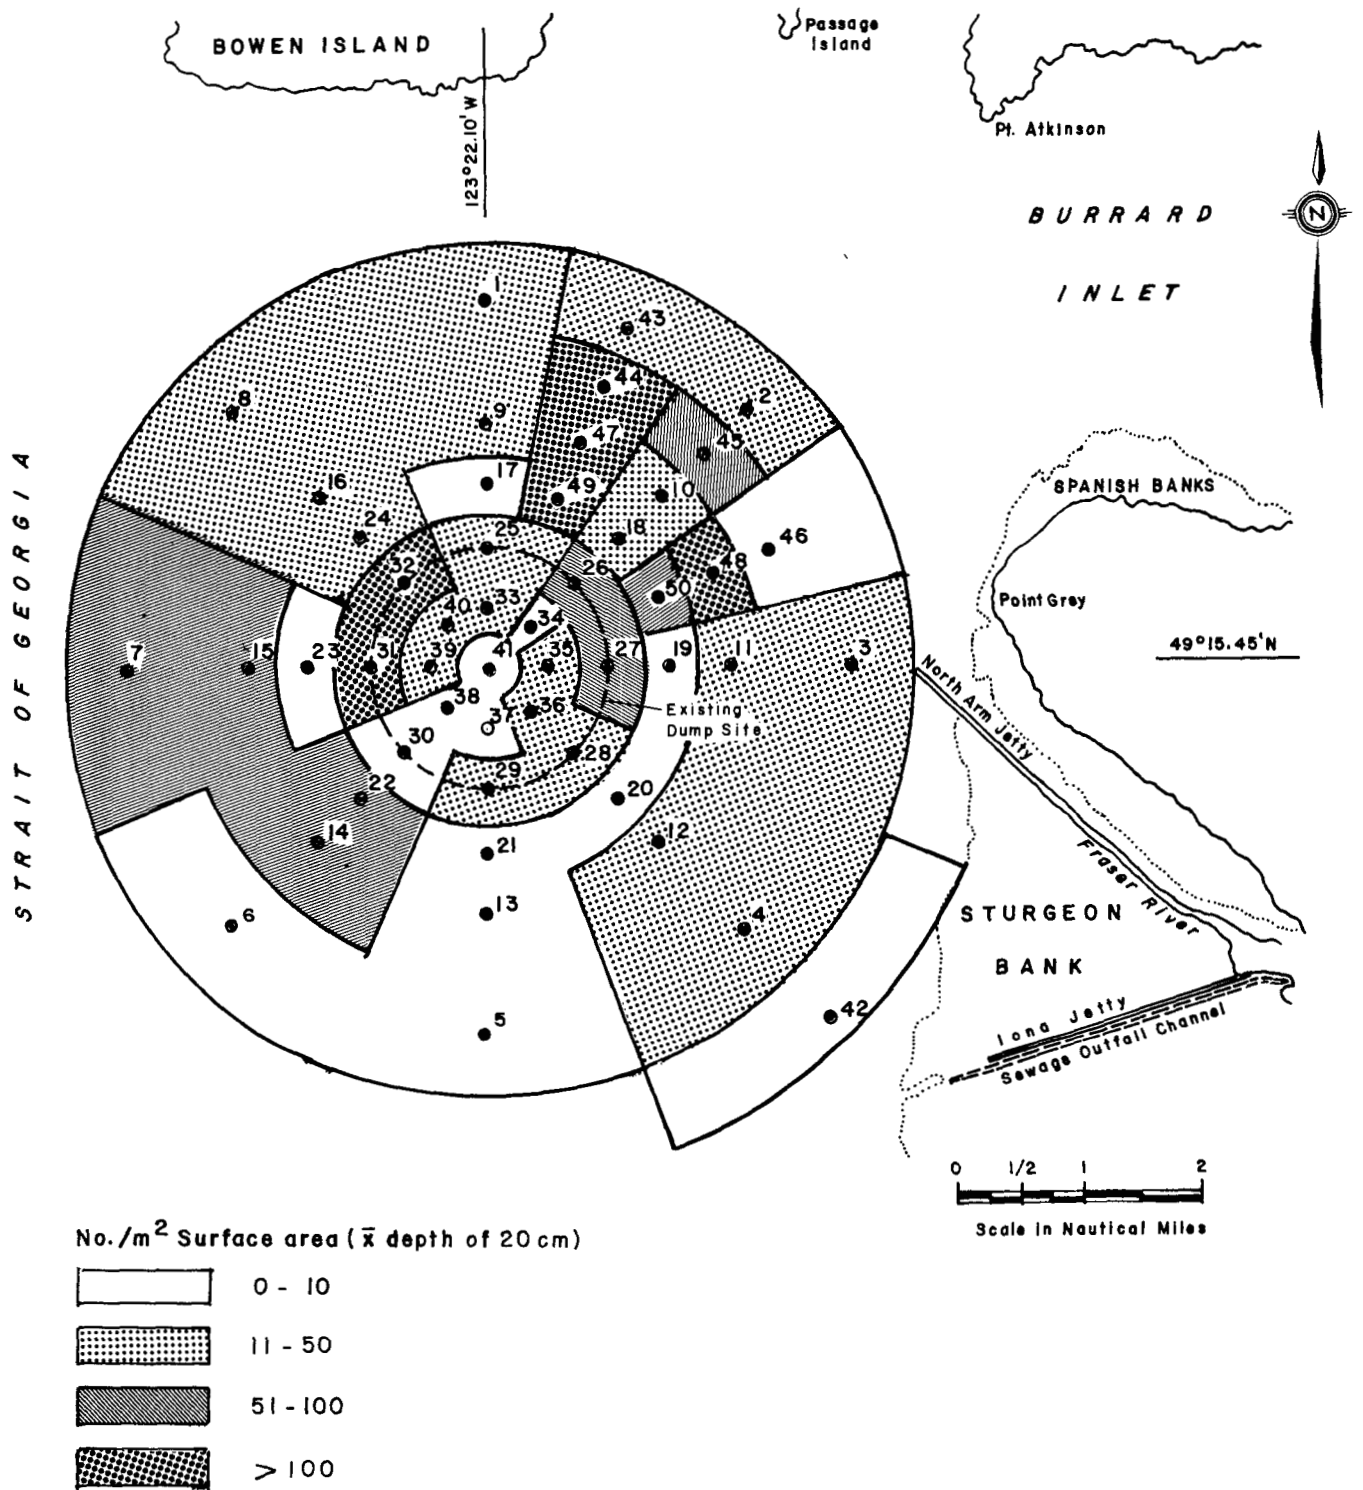 BOWEN ISLAND
Passage
Island
123°22.10'W
Pt. Atkinson
BURRARD
INLET
N
STRAIT OF GEORGIA
1
43
8
44
2
9
47
45
17
16
49
10
24
18
25
46
32
26
48
50
33
40
34
7
15
23
31
39
41
35
27
19
11
3
38
36
37
30
28
29
22
20
14
12
21
13
6
4
5
42
Existing
Dump Site
SPANISH BANKS
Point Grey
49°15.45'N
North Arm Jetty
Fraser River
STURGEON
BANK
Iona Jetty
Sewage Outfall Channel
0 1/2 1 2
Scale in Nautical Miles
No./m² Surface area (x̄ depth of 20 cm)
0 - 10
11 - 50
51 - 100
> 100